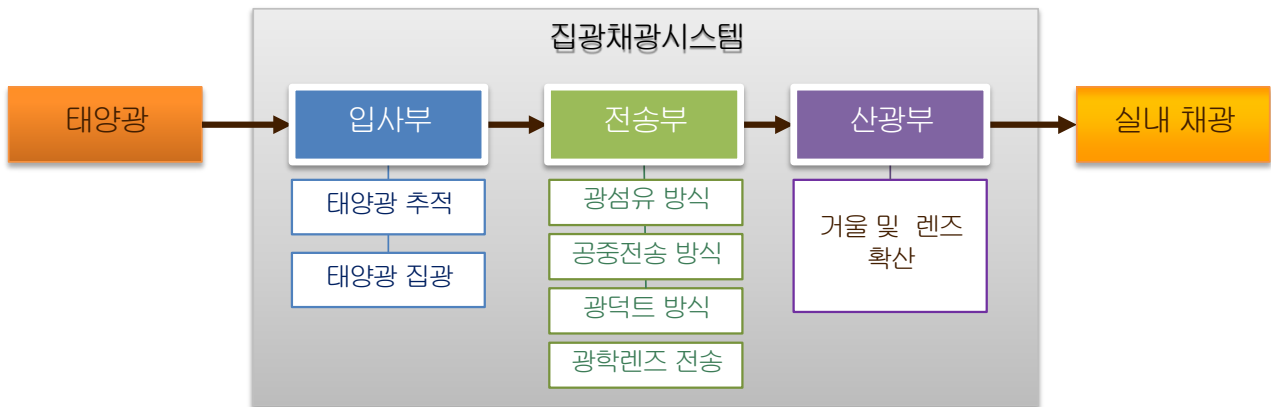 집광채광시스템
태양광
입사부
전송부
산광부
실내 채광
태양광 추적
태양광 집광
광섬유 방식
공중전송 방식
광덕트 방식
광학렌즈 전송
거울 및 렌즈
확산